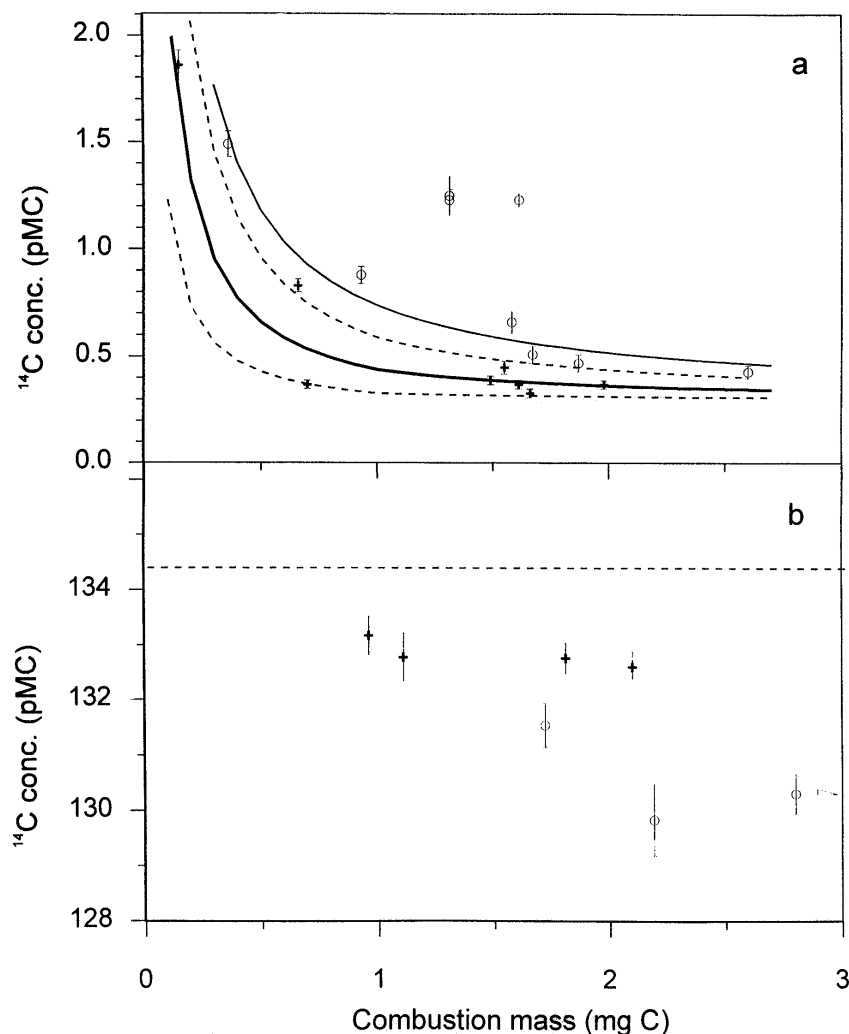 2.0
a
1.5
1.0
0.5
0.0
¹⁴C conc. (pMC)
b
134
132
130
128
¹⁴C conc. (pMC)
0 1 2 3
Combustion mass (mg C)